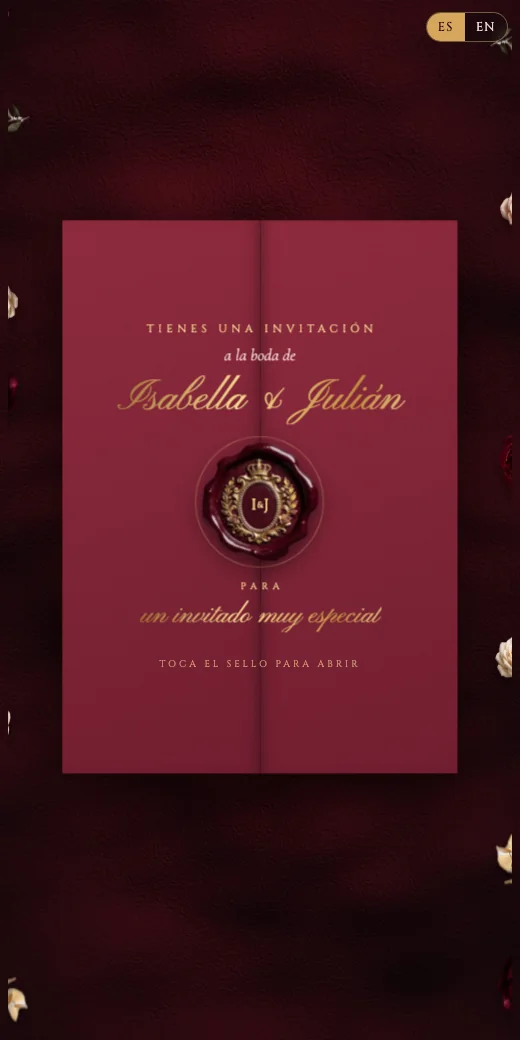 ES EN
TIENES UNA INVITACIÓN
a la boda de
Isabella & Julián
I&J
PARA
un invitado muy especial
TOCA EL SELLO PARA ABRIR